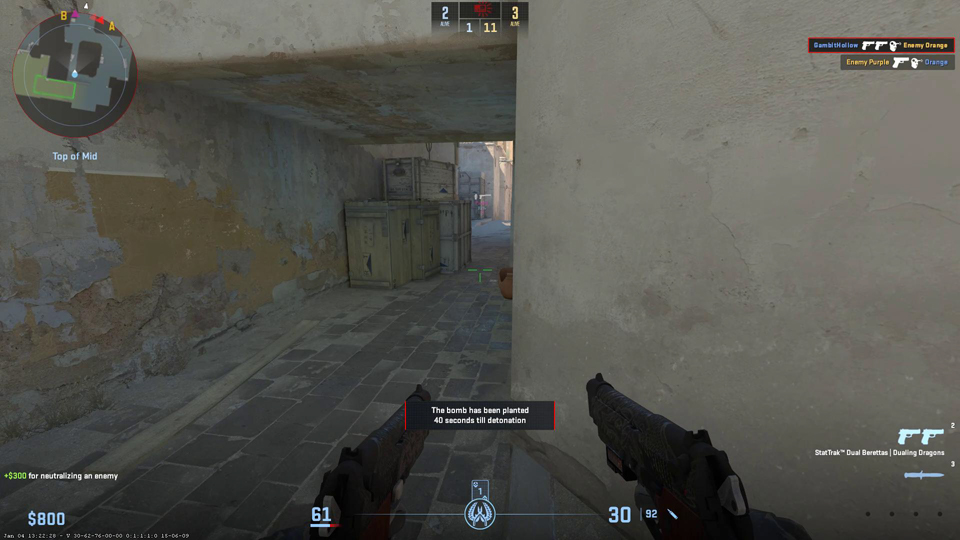 B
4
A
Top of Mid
2
ALIVE
1
11
3
ALIVE
GambitHollow
Enemy Orange
Enemy Purple
Orange
The bomb has been planted
40 seconds till detonation
2
StatTrak™ Dual Berettas | Dualing Dragons
3
+$300 for neutralizing an enemy
$800
61
1
30 | 92